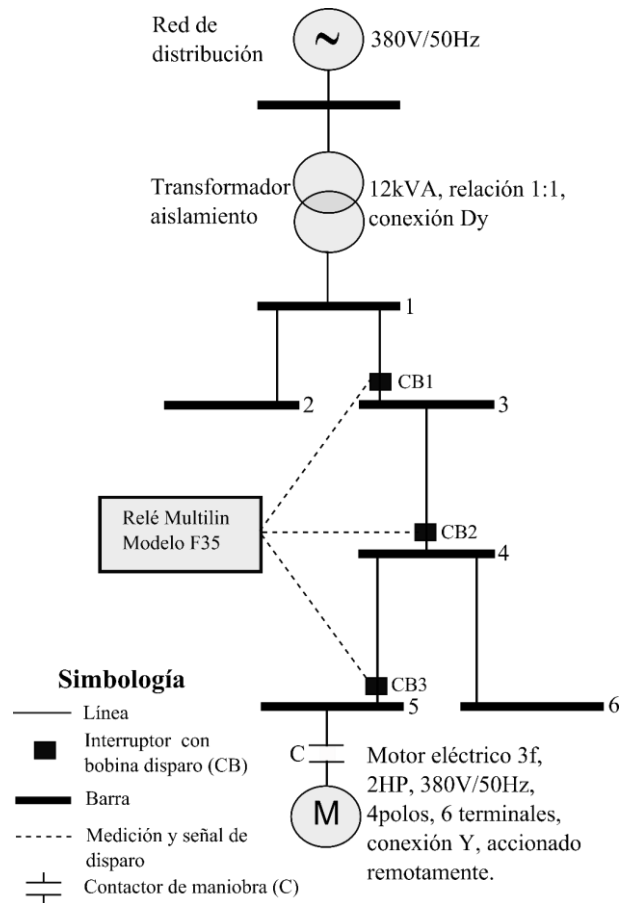 Red de
distribución
~
380V/50Hz
Transformador
aislamiento
12kVA, relación 1:1,
conexión Dy
1
CB1
2
3
Relé Multilin
Modelo F35
CB2
4
CB3
5
6
C
M
Motor eléctrico 3f,
2HP, 380V/50Hz,
4polos, 6 terminales,
conexión Y, accionado
remotamente.
Simbología
Línea
Interruptor con
bobina disparo (CB)
Barra
Medición y señal de
disparo
Contactor de maniobra (C)